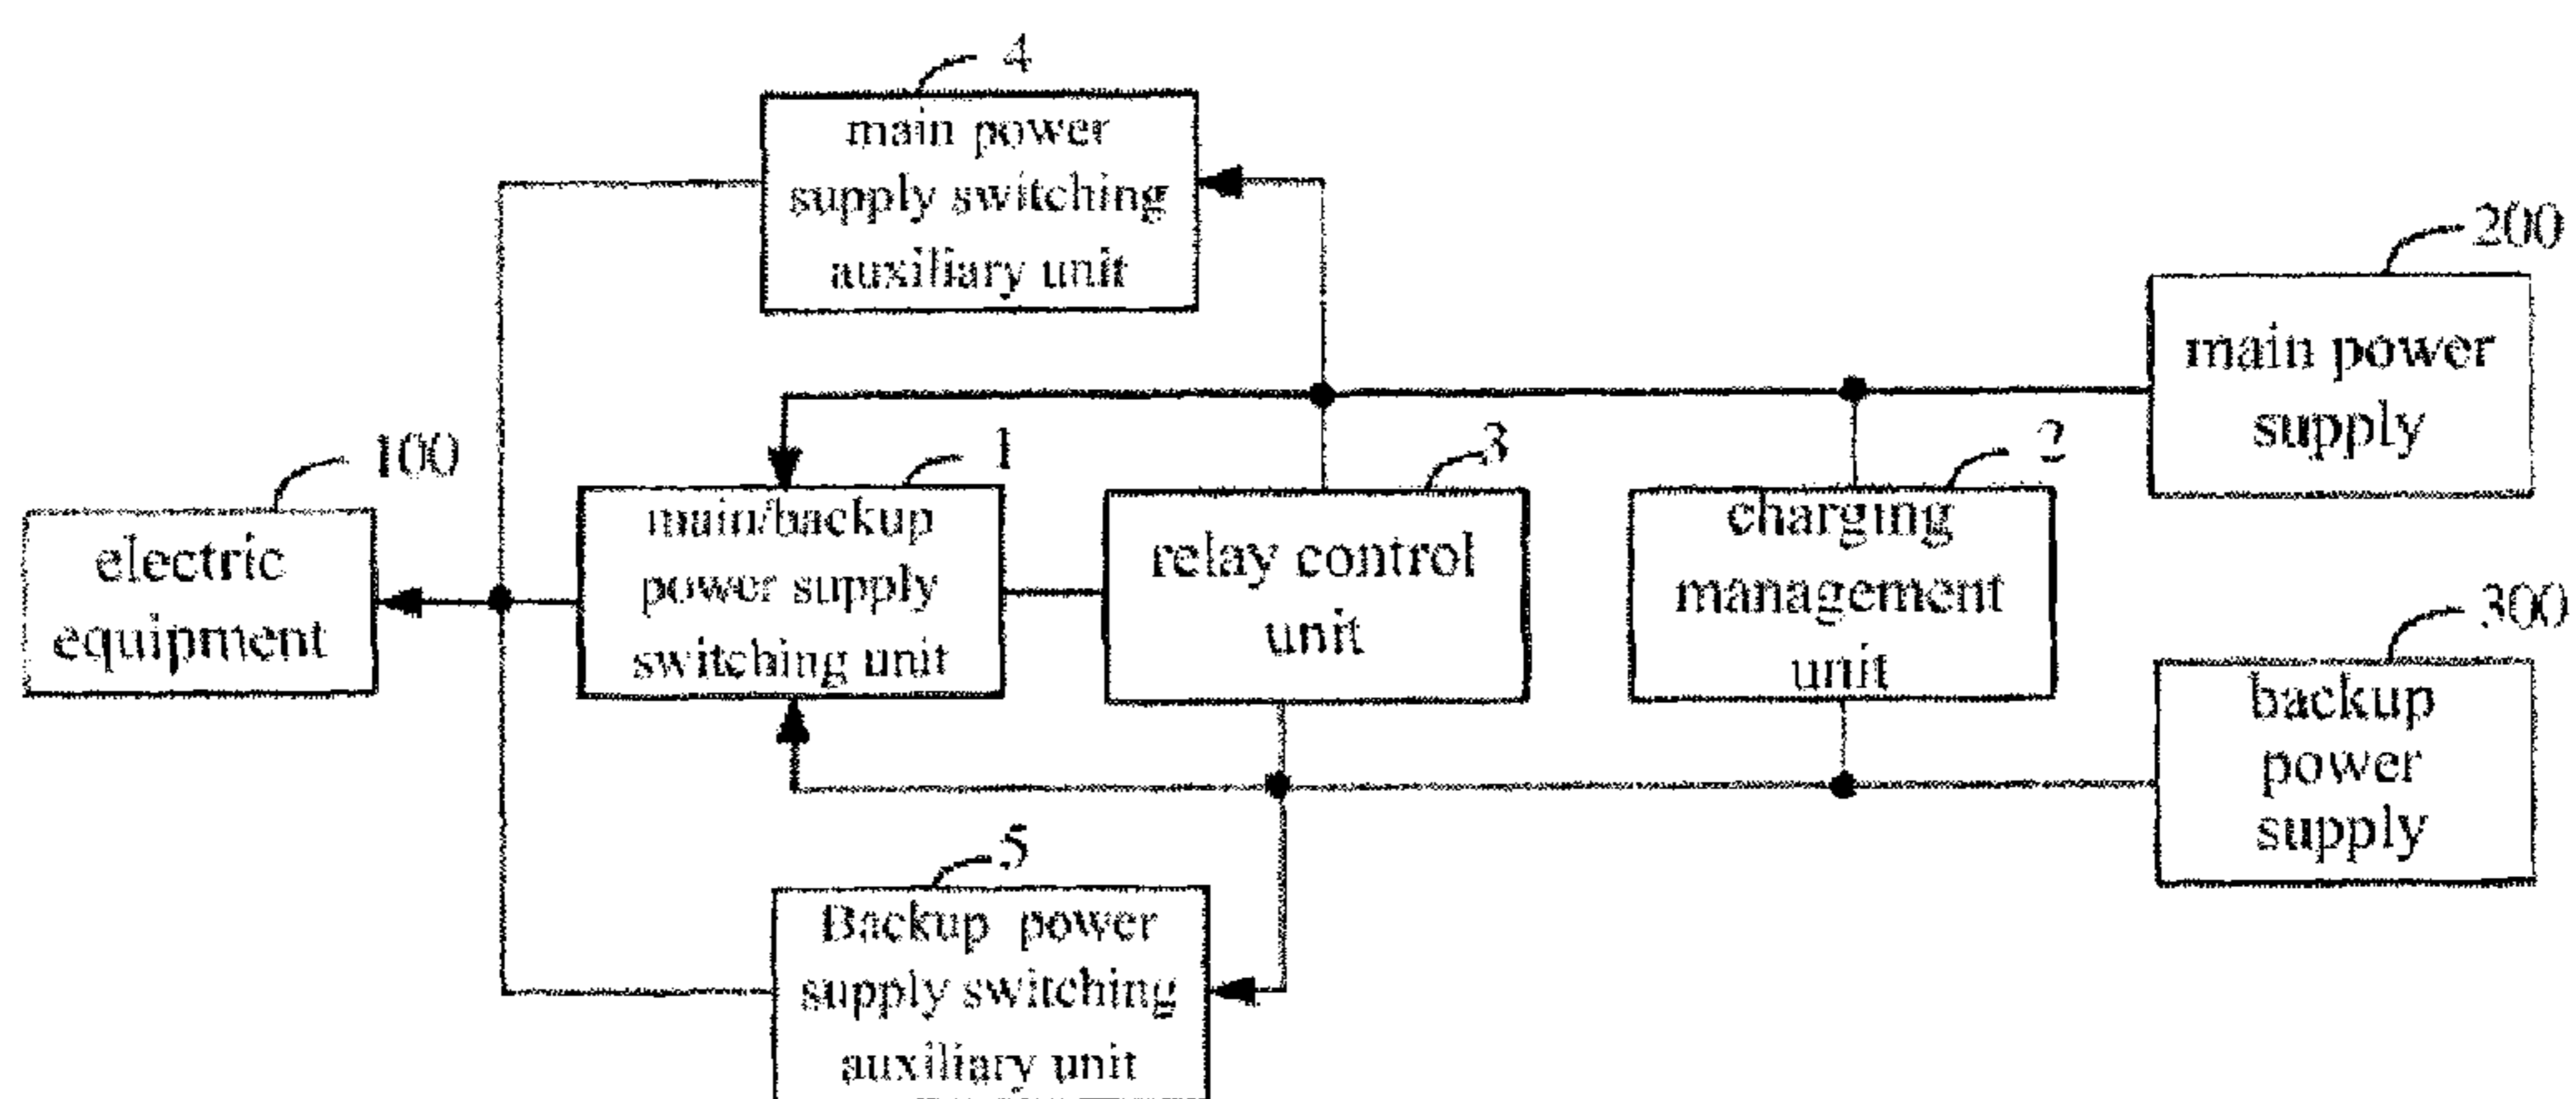 4
main power
supply switching
auxiliary unit
200
main power
supply
100
electric
equipment
1
main/backup
power supply
switching unit
3
relay control
unit
2
charging
management
unit
300
backup
power
supply
5
Backup power
supply switching
auxiliary unit